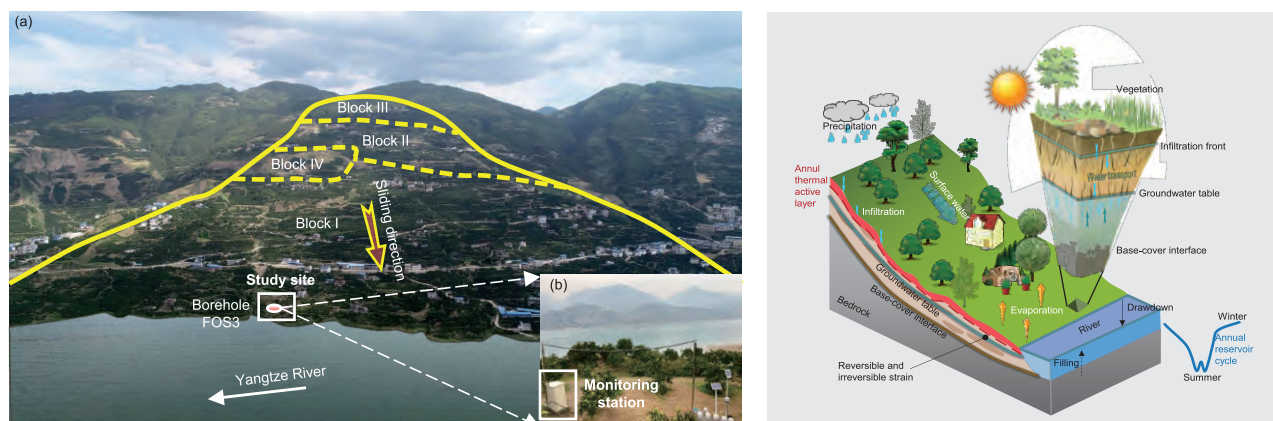 (a)
Block III
Block II
Block IV
Block I
Sliding direction
Study site
Borehole
FOS3
Yangtze River
(b)
Monitoring
station
Precipitation
Vegetation
Infiltration front
Water transport
Groundwater table
Base-cover interface
Annul
thermal
active
layer
Surface water
Infiltration
Groundwater table
Base-cover interface
Bedrock
Evaporation
Reversible and
irreversible strain
River
Drawdown
Filling
Winter
Annual
reservoir
cycle
Summer